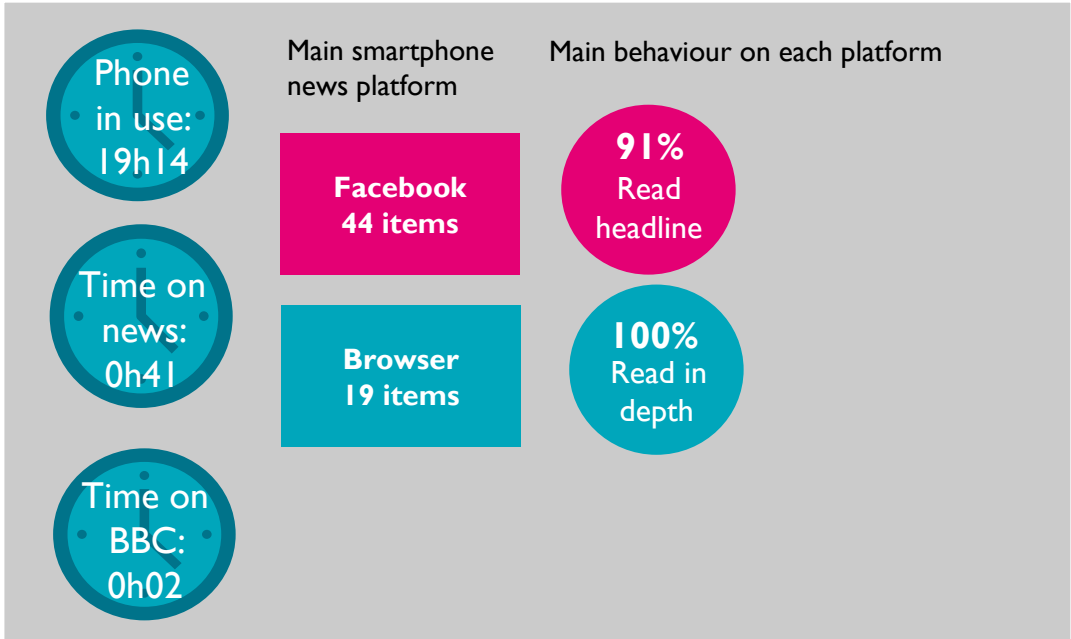 Phone
in use:
19h14
Time on
news:
0h41
Time on
BBC:
0h02
Main smartphone
news platform
Facebook
44 items
Browser
19 items
Main behaviour on each platform
91%
Read
headline
100%
Read in
depth